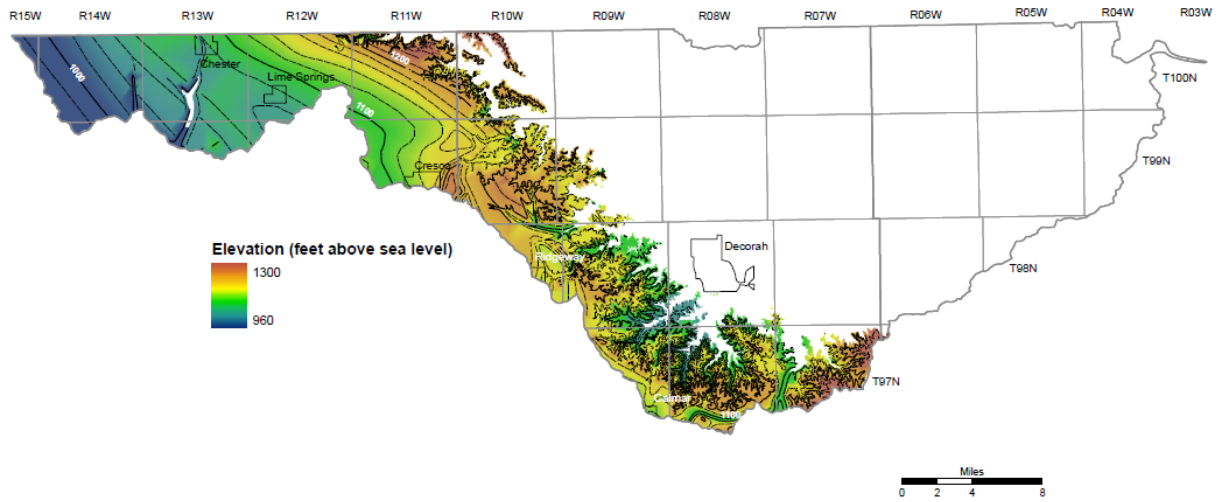 R15W R14W R13W R12W R11W R10W R09W R08W R07W R06W R05W R04W R03W
1200
Chester
1000
Lime Springs
T100N
1100
T99N
Cresco
Elevation (feet above sea level)
1300
960
Decorah
Ridgeway
T98N
T97N
Calmar
1100
Miles
0 2 4 8